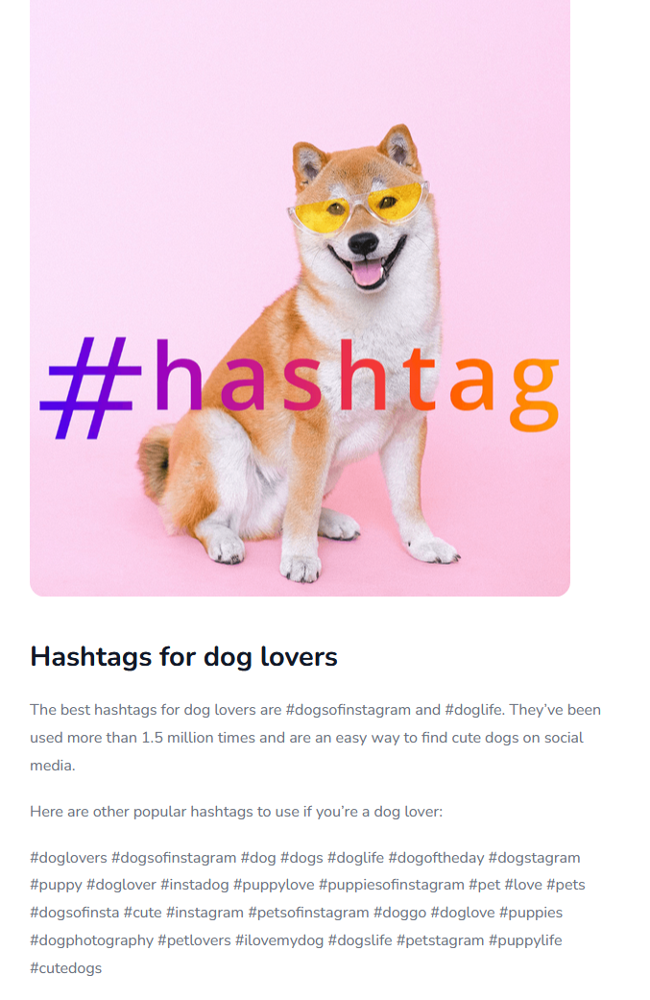 #hashtag
Hashtags for dog lovers
The best hashtags for dog lovers are #dogsofinstagram and #doglife. They’ve been
used more than 1.5 million times and are an easy way to find cute dogs on social
media.
Here are other popular hashtags to use if you’re a dog lover:
#doglovers #dogsofinstagram #dog #dogs #doglife #dogoftheday #dogstagram
#puppy #doglover #instadog #puppylove #puppiesofinstagram #pet #love #pets
#dogsofinsta #cute #instagram #petsofinstagram #doggo #doglove #puppies
#dogphotography #petlovers #ilovemydog #dogslife #petstagram #puppylife
#cutedogs